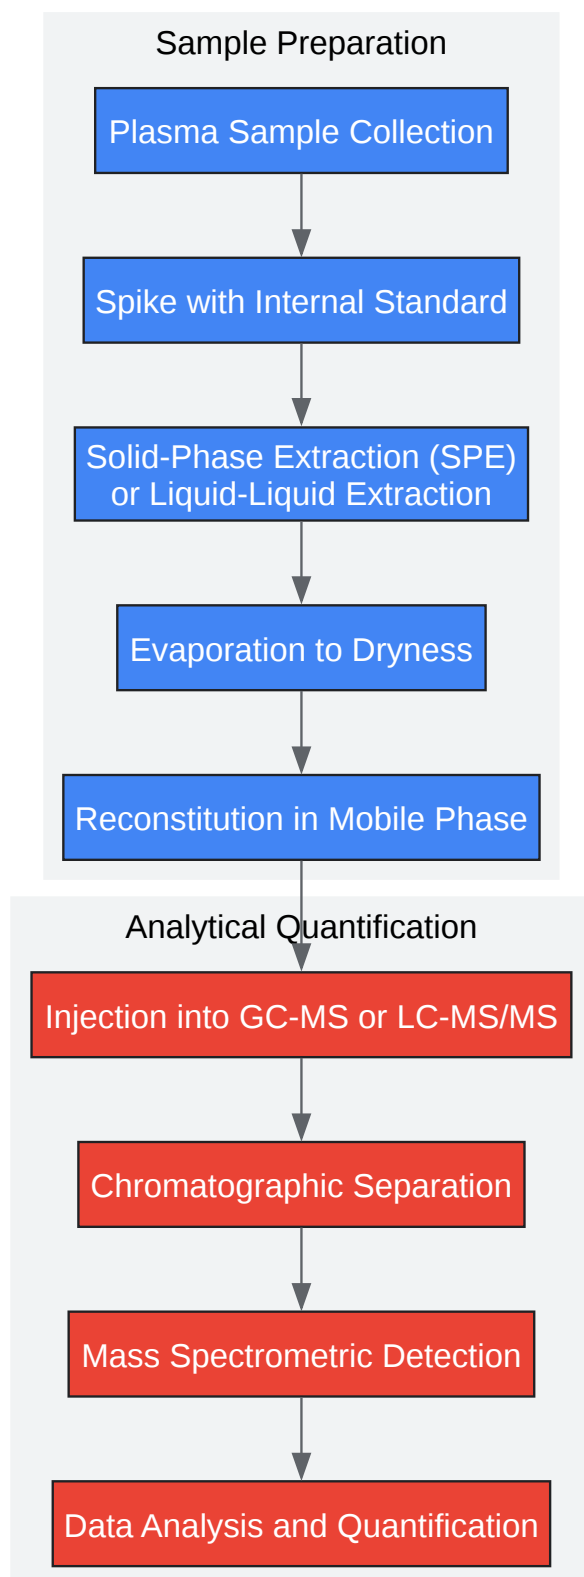 Sample Preparation
Plasma Sample Collection
Spike with Internal Standard
Solid-Phase Extraction (SPE)
or Liquid-Liquid Extraction
Evaporation to Dryness
Reconstitution in Mobile Phase
Analytical Quantification
Injection into GC-MS or LC-MS/MS
Chromatographic Separation
Mass Spectrometric Detection
Data Analysis and Quantification